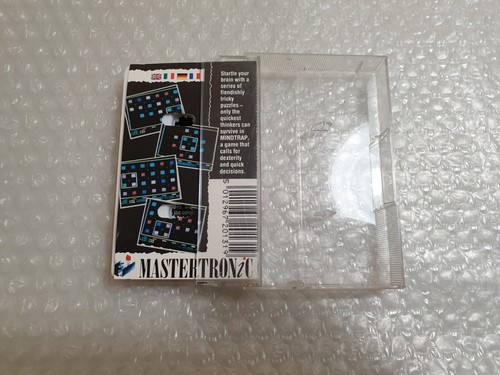 Startle your
brain with a
series of
fiendishly
tricky
puzzles –
only the
quickest
thinkers can
survive in
MINDTRAP,
a game that
calls for
dexterity
and quick
decisions.
MASTERTRONiC